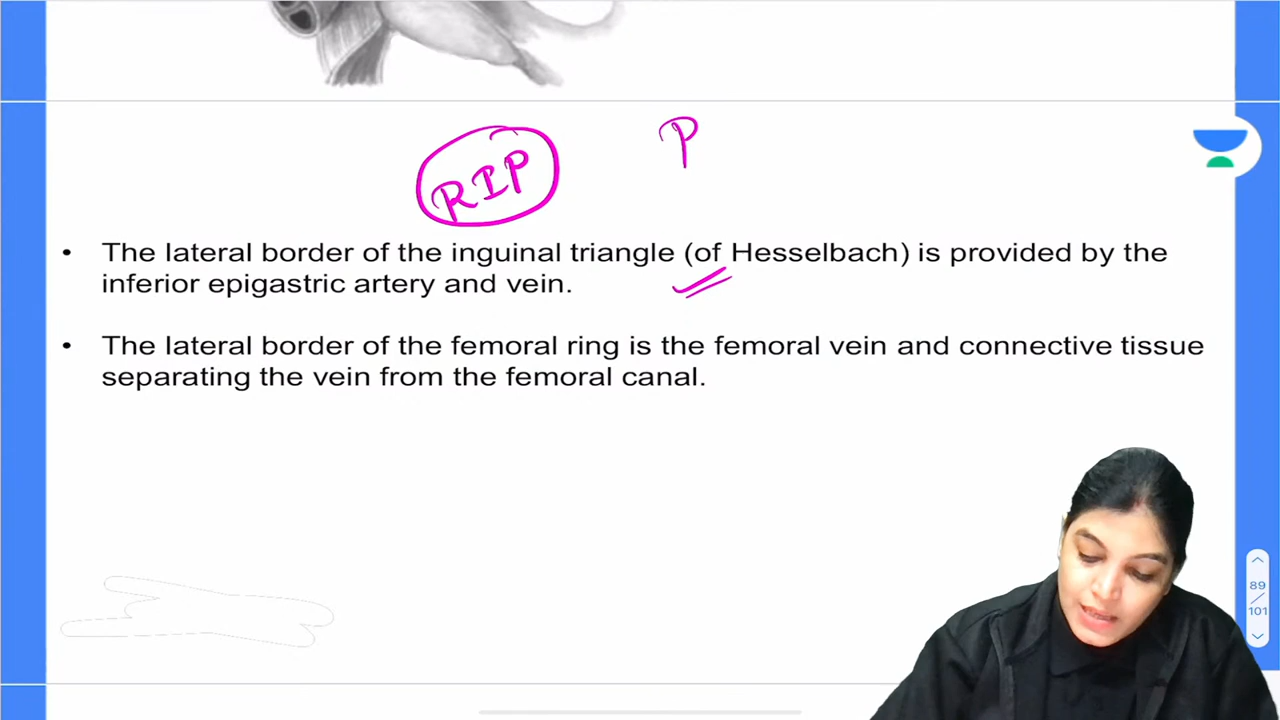 RIP P
• The lateral border of the inguinal triangle (of Hesselbach) is provided by the
inferior epigastric artery and vein.
• The lateral border of the femoral ring is the femoral vein and connective tissue
separating the vein from the femoral canal.
89
/
101